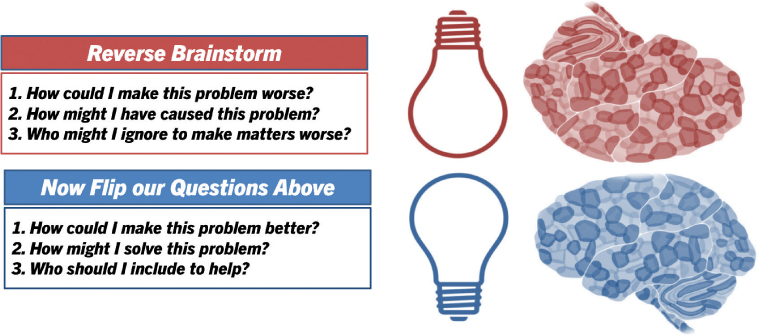 Reverse Brainstorm
1. How could I make this problem worse?
2. How might I have caused this problem?
3. Who might I ignore to make matters worse?
Now Flip our Questions Above
1. How could I make this problem better?
2. How might I solve this problem?
3. Who should I include to help?